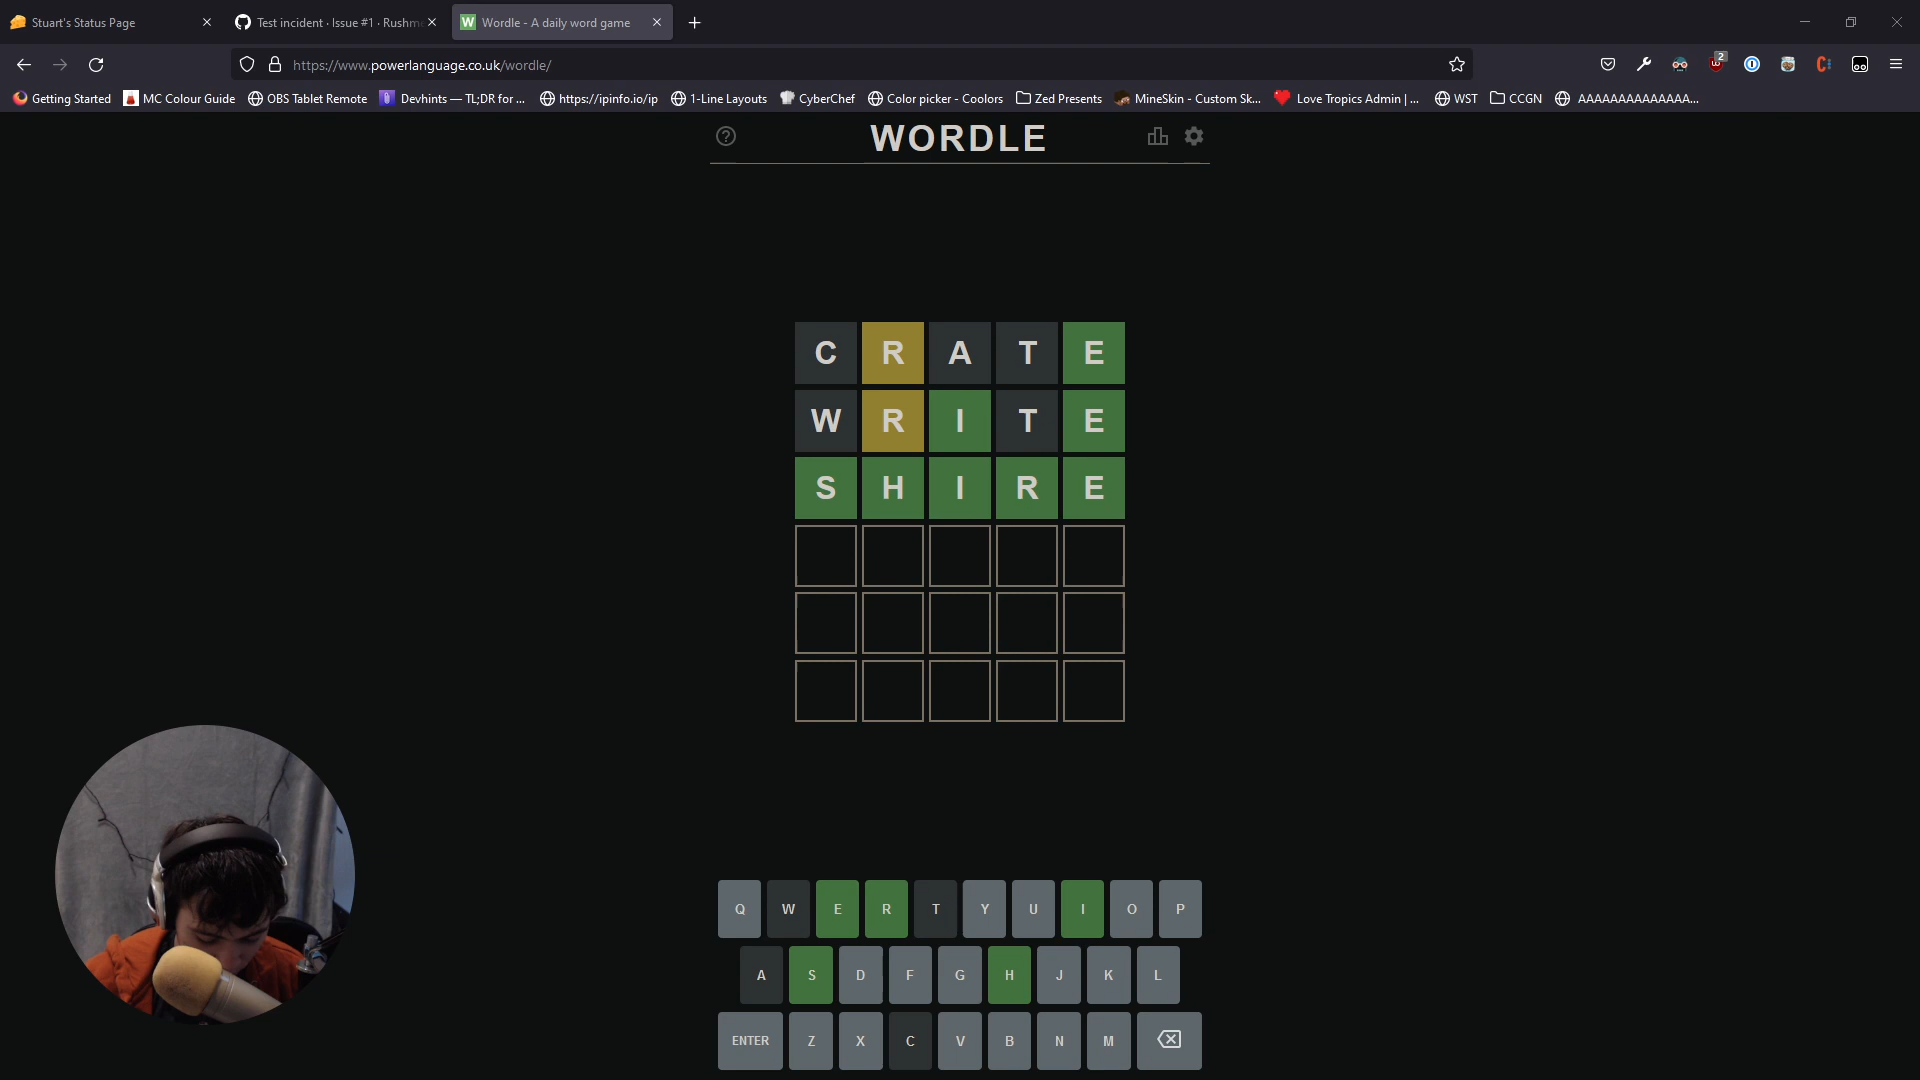 Stuart's Status Page
Test incident · Issue #1 · Rushm
Wordle - A daily word game
https://www.powerlanguage.co.uk/wordle/
2
Getting Started
MC Colour Guide
OBS Tablet Remote
Devhints — TL;DR for ...
https://ipinfo.io/ip
1-Line Layouts
CyberChef
Color picker - Coolors
Zed Presents
MineSkin - Custom Sk...
Love Tropics Admin | ...
WST
CCGN
AAAAAAAAAAAAAA...
WORDLE
C R A T E
W R I T E
S H I R E
Q W E R T Y U I O P
A S D F G H J K L
ENTER Z X C V B N M